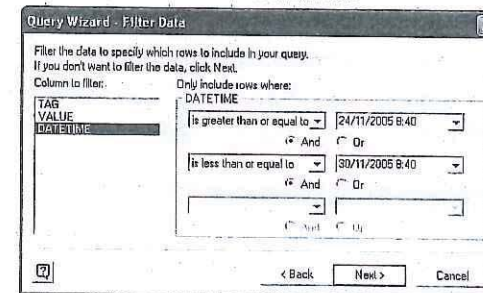 Query Wizard - Filter Data
Filter the data to specify which rows to include in your query.
If you don't want to filter the data, click Next.
Column to filter:
Only include rows where:
TAG
VALUE
DATETIME
DATETIME
is greater than or equal to 24/11/2005 8:40
And Or
is less than or equal to 30/11/2005 8:40
And Or
And Or
?
< Back Next > Cancel